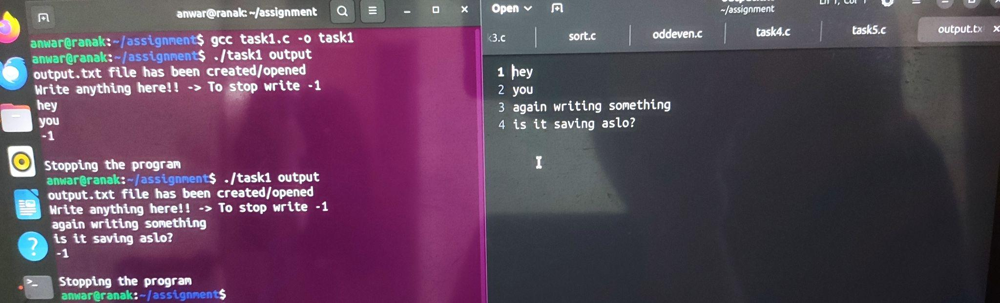 anwar@ranak: ~/assignment
anwar@ranak:~/assignment$ gcc task1.c -o task1
anwar@ranak:~/assignment$ ./task1 output
output.txt file has been created/opened
Write anything here!! -> To stop write -1
hey
you
-1
Stopping the program
anwar@ranak:~/assignment$ ./task1 output
output.txt file has been created/opened
Write anything here!! -> To stop write -1
again writing something
is it saving aslo?
-1
Stopping the program
anwar@ranak:~/assignment$
Open
~/assignment
k3.c
sort.c
oddeven.c
task4.c
task5.c
output.tx
1 hey
2 you
3 again writing something
4 is it saving aslo?